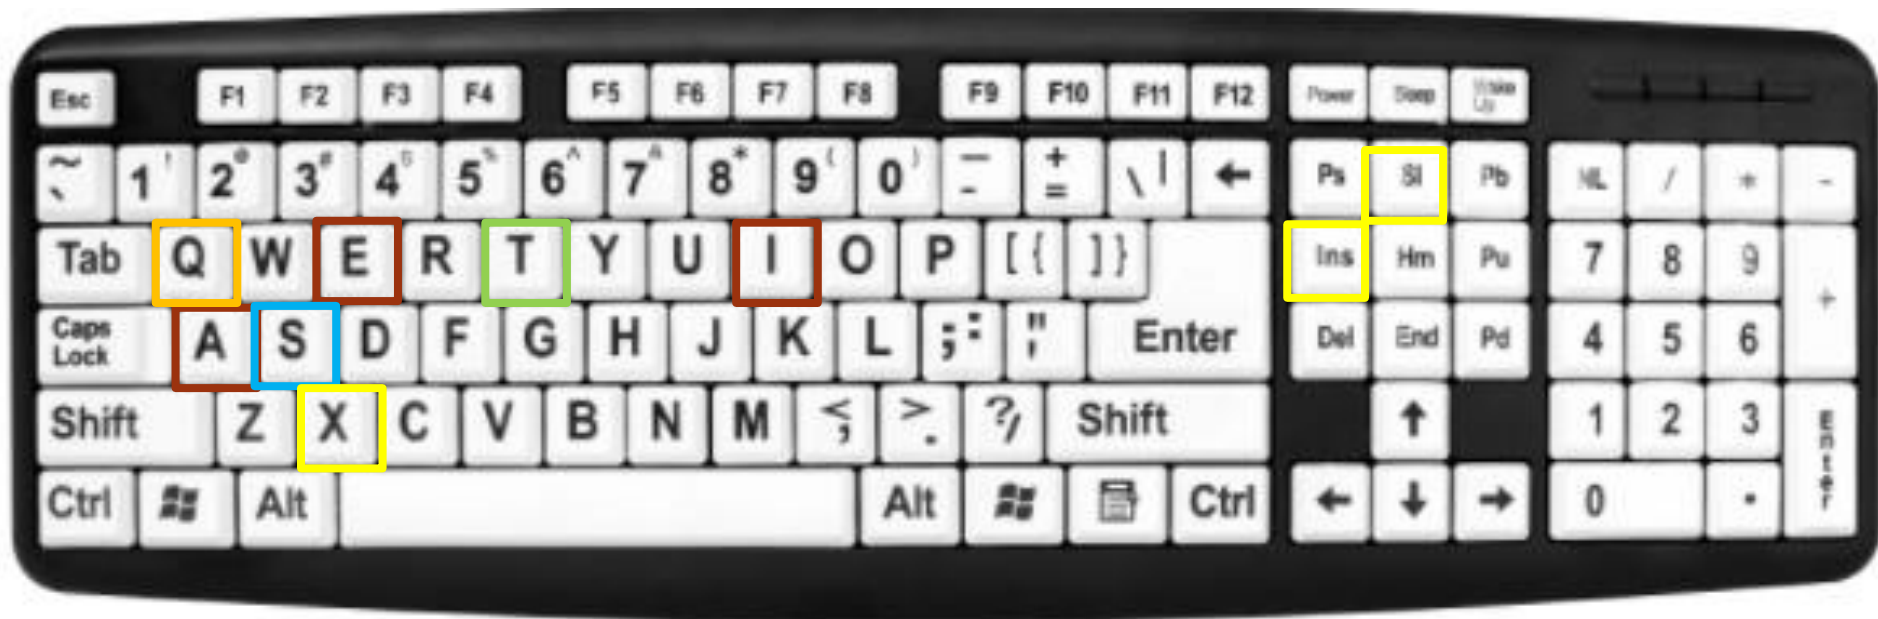 Esc F1 F2 F3 F4 F5 F6 F7 F8 F9 F10 F11 F12 Power Sleep Wake Up
~ ` 1 ! 2 @ 3 # 4 5 % 6 ^ 7 & 8 * 9 ( 0 ) — - + = \ | ← Ps Sl Pb NL / * -
Tab Q W E R T Y U I O P [ { ] } Ins Hm Pu 7 8 9 +
Caps Lock A S D F G H J K L ; : " ' Enter Del End Pd 4 5 6
Shift Z X C V B N M < , > . ? / Shift ↑ 1 2 3 Enter
Ctrl Alt Alt Ctrl ← ↓ → 0 .